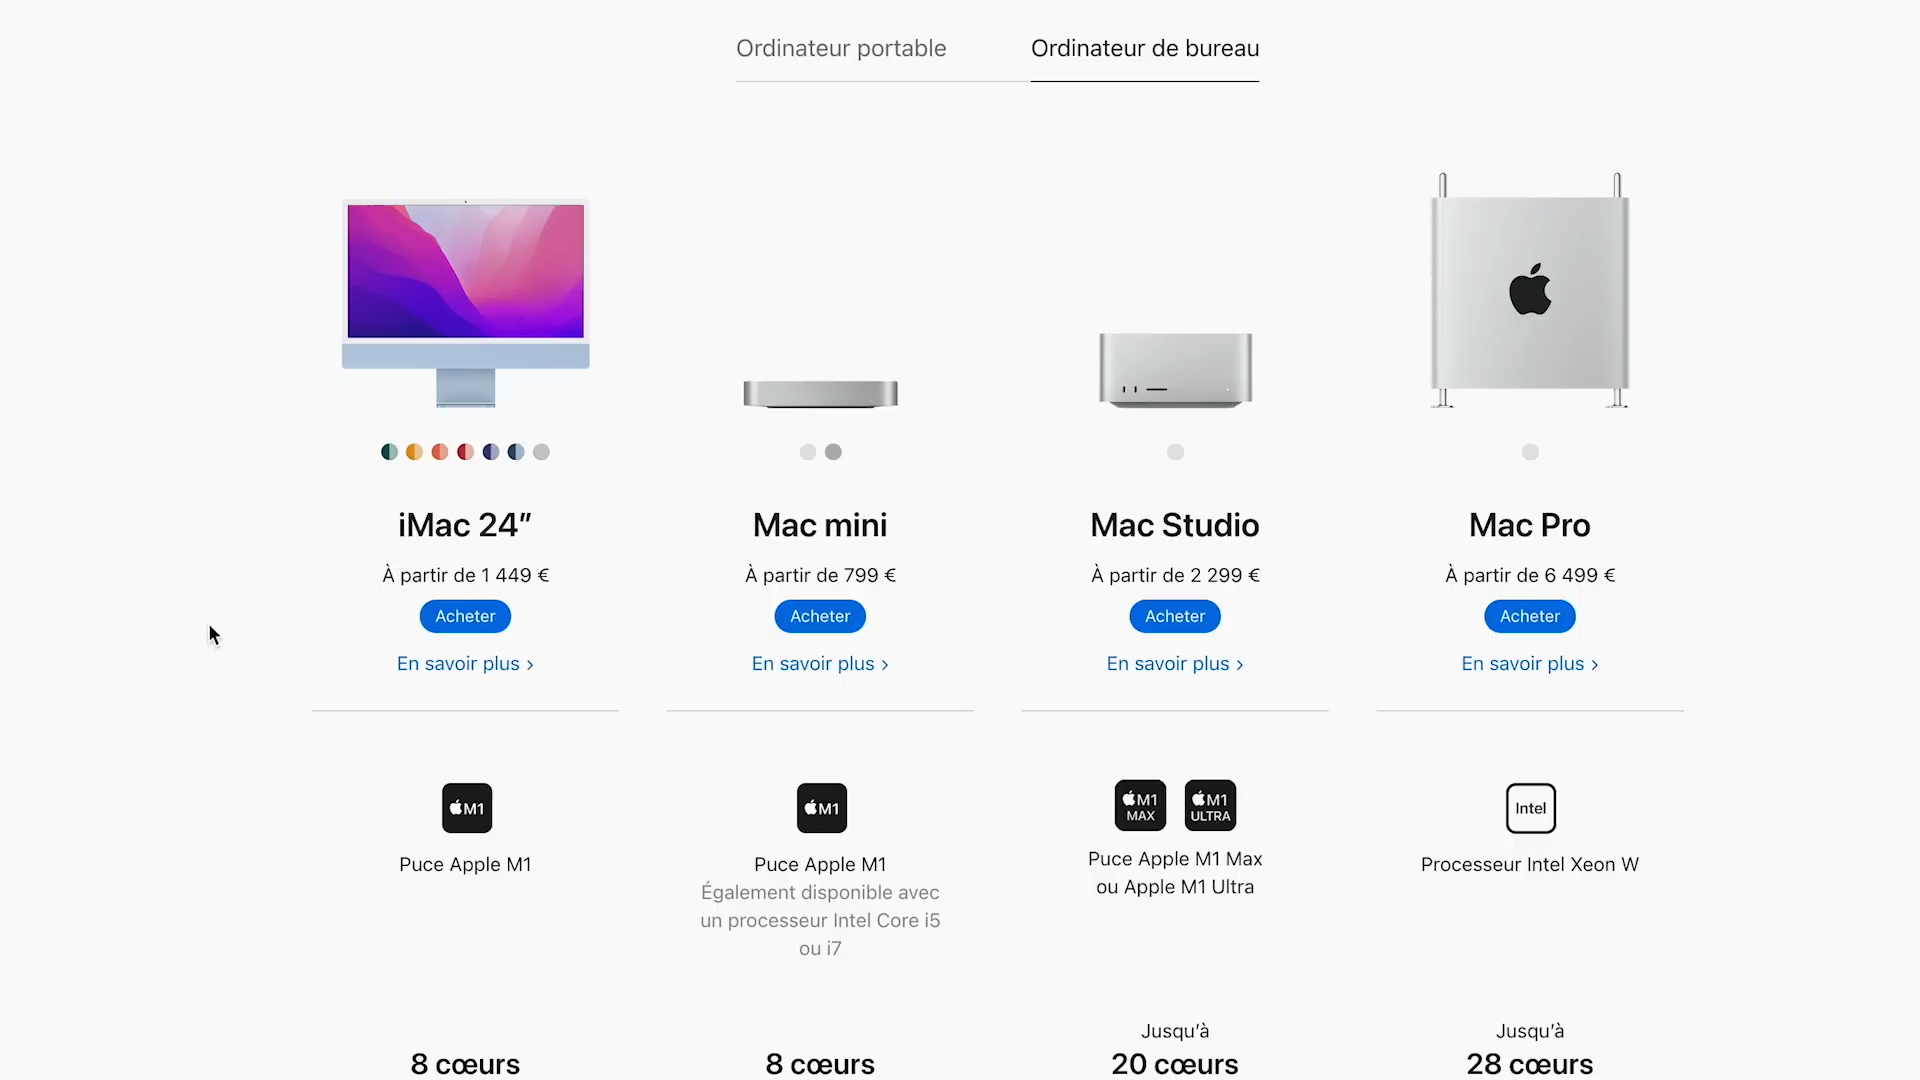 Ordinateur portable
Ordinateur de bureau
iMac 24″
À partir de 1 449 €
Acheter
En savoir plus >
Mac mini
À partir de 799 €
Acheter
En savoir plus >
Mac Studio
À partir de 2 299 €
Acheter
En savoir plus >
Mac Pro
À partir de 6 499 €
Acheter
En savoir plus >
M1
Puce Apple M1
8 cœurs
M1
Puce Apple M1
Également disponible avec
un processeur Intel Core i5
ou i7
8 cœurs
M1
MAX
M1
ULTRA
Puce Apple M1 Max
ou Apple M1 Ultra
Jusqu’à
20 cœurs
Intel
Processeur Intel Xeon W
Jusqu’à
28 cœurs